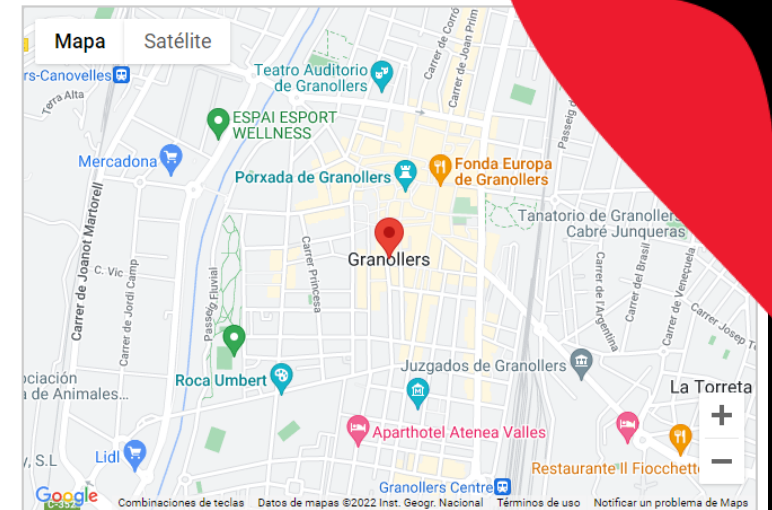 Mapa
Satélite
Carrer de Corró
Carrer de Joan Prim
rs-Canovelles
Terra Alta
Teatro Auditorio
de Granollers
Passeig
ESPAI ESPORT
WELLNESS
Mercadona
Porxada de Granollers
Fonda Europa
de Granollers
Tanatorio de Granollers
Cabré Junqueras
Carrer de Joanot Martorell
Granollers
C. Vic
Carrer de Jordi Camp
Passeig Fluvial
Carrer Princesa
Carrer de l'Argentina
Carrer del Brasil
Carrer de Veneçuela
Carrer Josep T
Juzgados de Granollers
ociación
a de Animales...
Roca Umbert
La Torreta
Aparthotel Atenea Valles
, S.L
Lidl
Restaurante Il Fiocchetto
Granollers Centre
Google
C-352
Combinaciones de teclas
Datos de mapas ©2022 Inst. Geogr. Nacional
Términos de uso
Notificar un problema de Maps